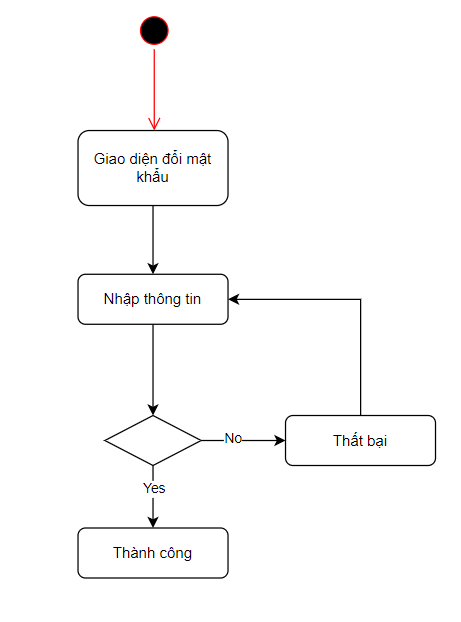 Giao diện đổi mật
khẩu
Nhập thông tin
No
Thất bại
Yes
Thành công